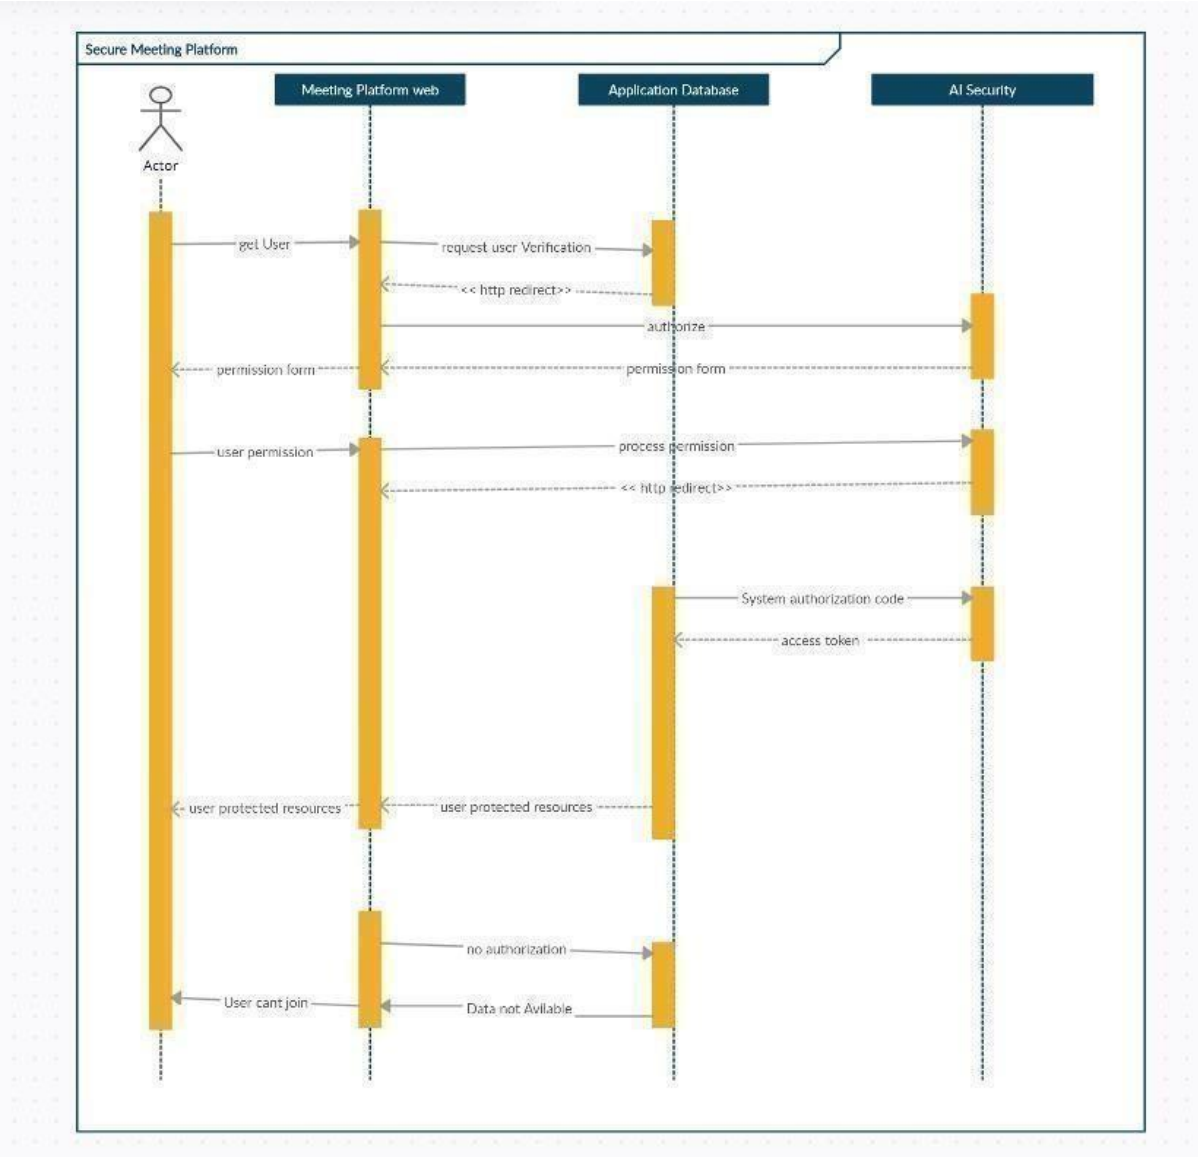 Secure Meeting Platform
Meeting Platform web
Application Database
AI Security
Actor
get User
request user Verification
<< http redirect>>
authorize
permission form
permission form
user permission
process permission
<< http redirect>>
System authorization code
access token
user protected resources
user protected resources
no authorization
User cant join
Data not Avilable